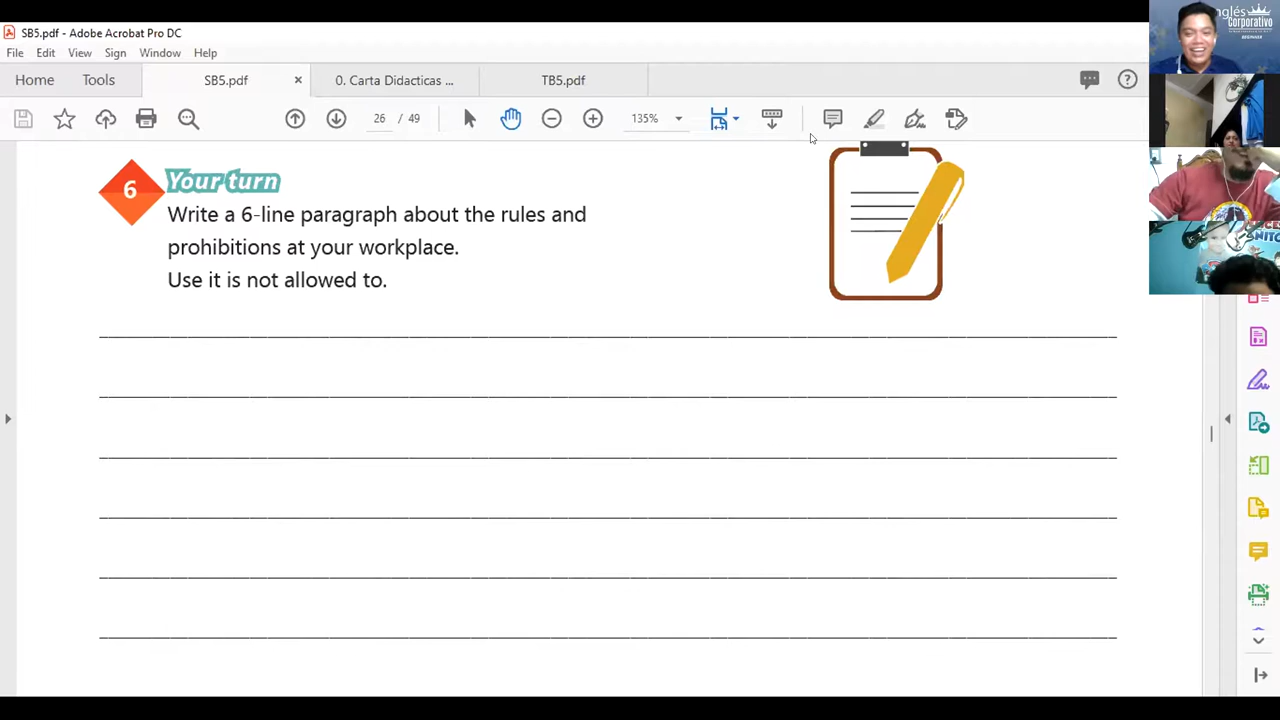 SB5.pdf - Adobe Acrobat Pro DC
File Edit View Sign Window Help
Home Tools SB5.pdf × 0. Carta Didacticas ... TB5.pdf
26 / 49 135%
6 Your turn
Write a 6-line paragraph about the rules and
prohibitions at your workplace.
Use it is not allowed to.
Corporativo
BEGINNER